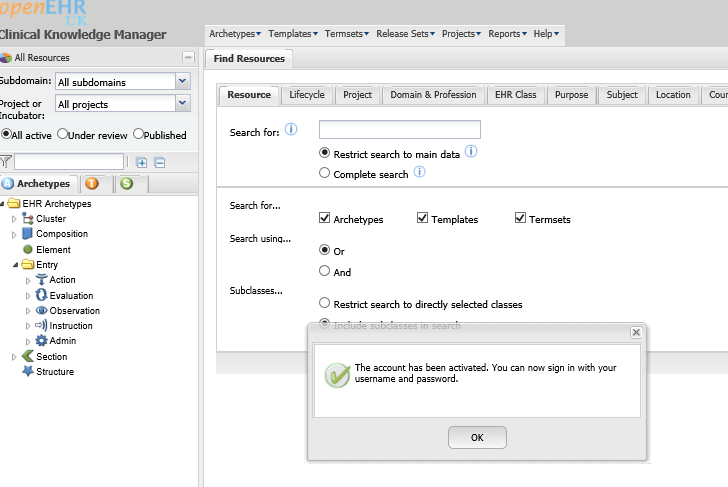 openEHR
UK
Clinical Knowledge Manager
Archetypes Templates Termsets Release Sets Projects Reports Help
All Resources
Subdomain: All subdomains
Project or
Incubator: All projects
All active Under review Published
A Archetypes T S
EHR Archetypes
Cluster
Composition
Element
Entry
Action
Evaluation
Observation
Instruction
Admin
Section
Structure
Find Resources
Resource Lifecycle Project Domain & Profession EHR Class Purpose Subject Location
Search for:
Restrict search to main data
Complete search
Search for...
Archetypes Templates Termsets
Search using...
Or
And
Subclasses...
Restrict search to directly selected classes
Include subclasses in search
The account has been activated. You can now sign in with your
username and password.
OK